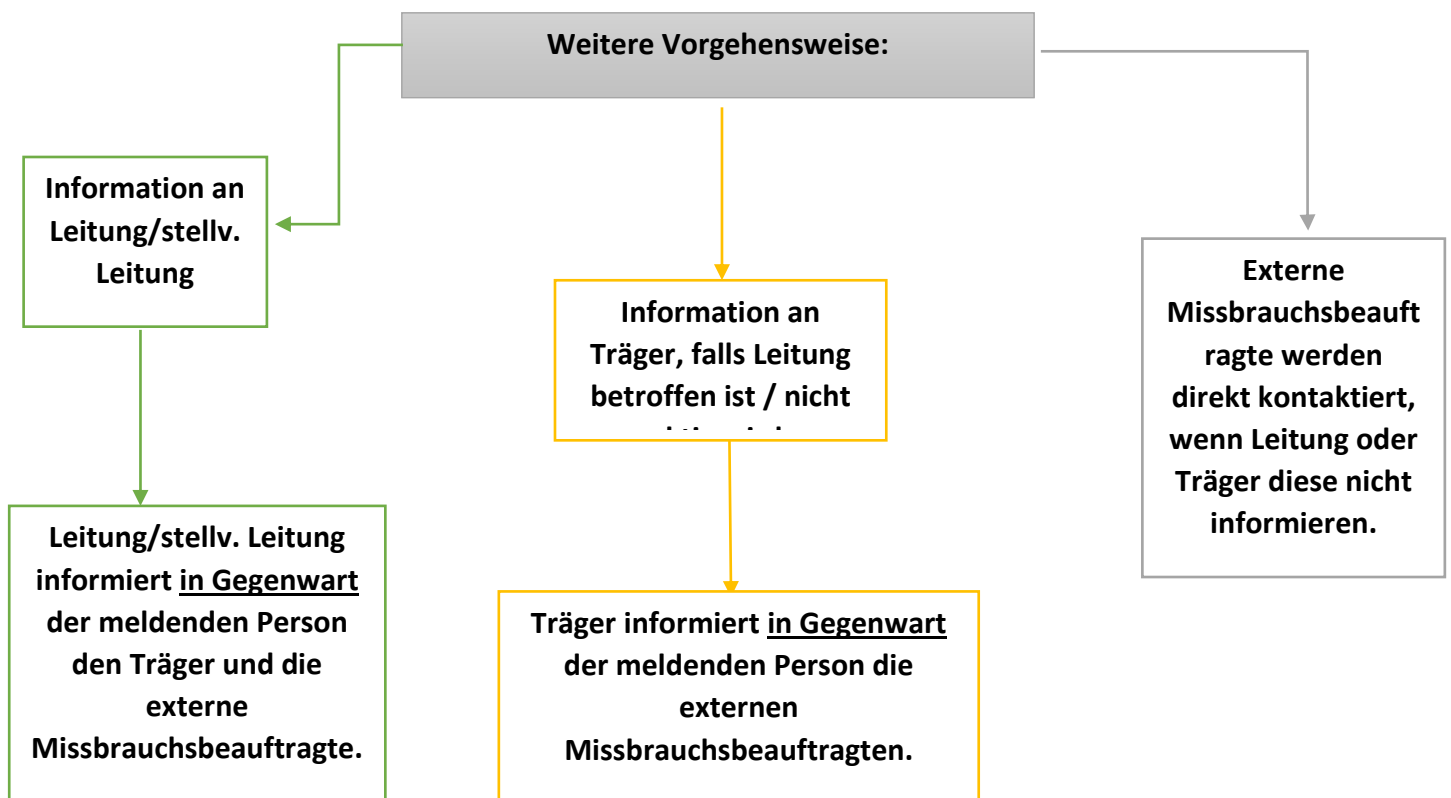 Weitere Vorgehensweise:
Information an
Leitung/stellv.
Leitung
Leitung/stellv. Leitung
informiert in Gegenwart
der meldenden Person
den Träger und die
externe
Missbrauchsbeauftragte.
Information an
Träger, falls Leitung
betroffen ist / nicht
Träger informiert in Gegenwart
der meldenden Person die
externen
Missbrauchsbeauftragten.
Externe
Missbrauchsbeauft
ragte werden
direkt kontaktiert,
wenn Leitung oder
Träger diese nicht
informieren.